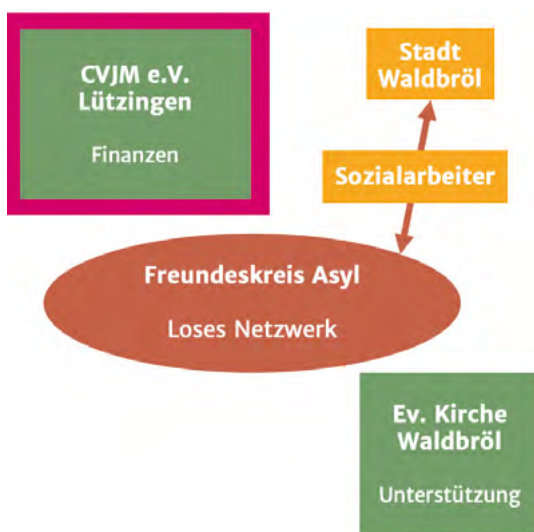 CVJM e.V.
Lützingen
Finanzen
Stadt
Waldbröl
Sozialarbeiter
Freundeskreis Asyl
Loses Netzwerk
Ev. Kirche
Waldbröl
Unterstützung